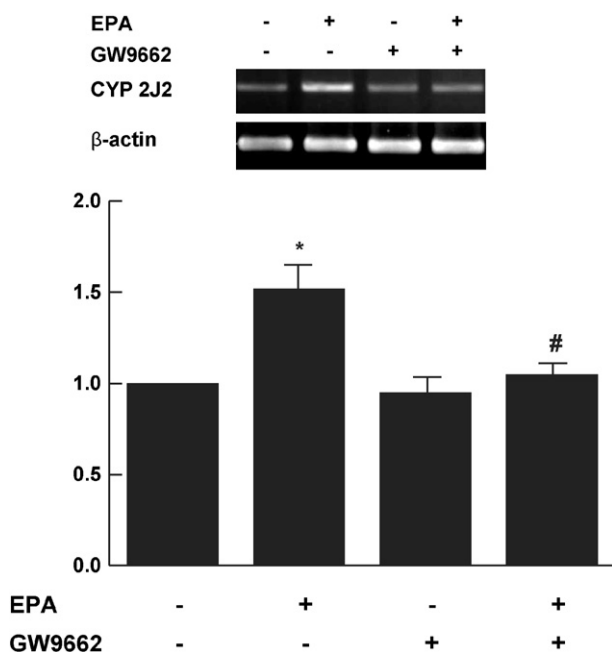 EPA - + - +
GW9662 - - + +
CYP 2J2
β-actin
2.0
*
1.5
#
1.0
0.5
0.0
EPA - + - +
GW9662 - - + +